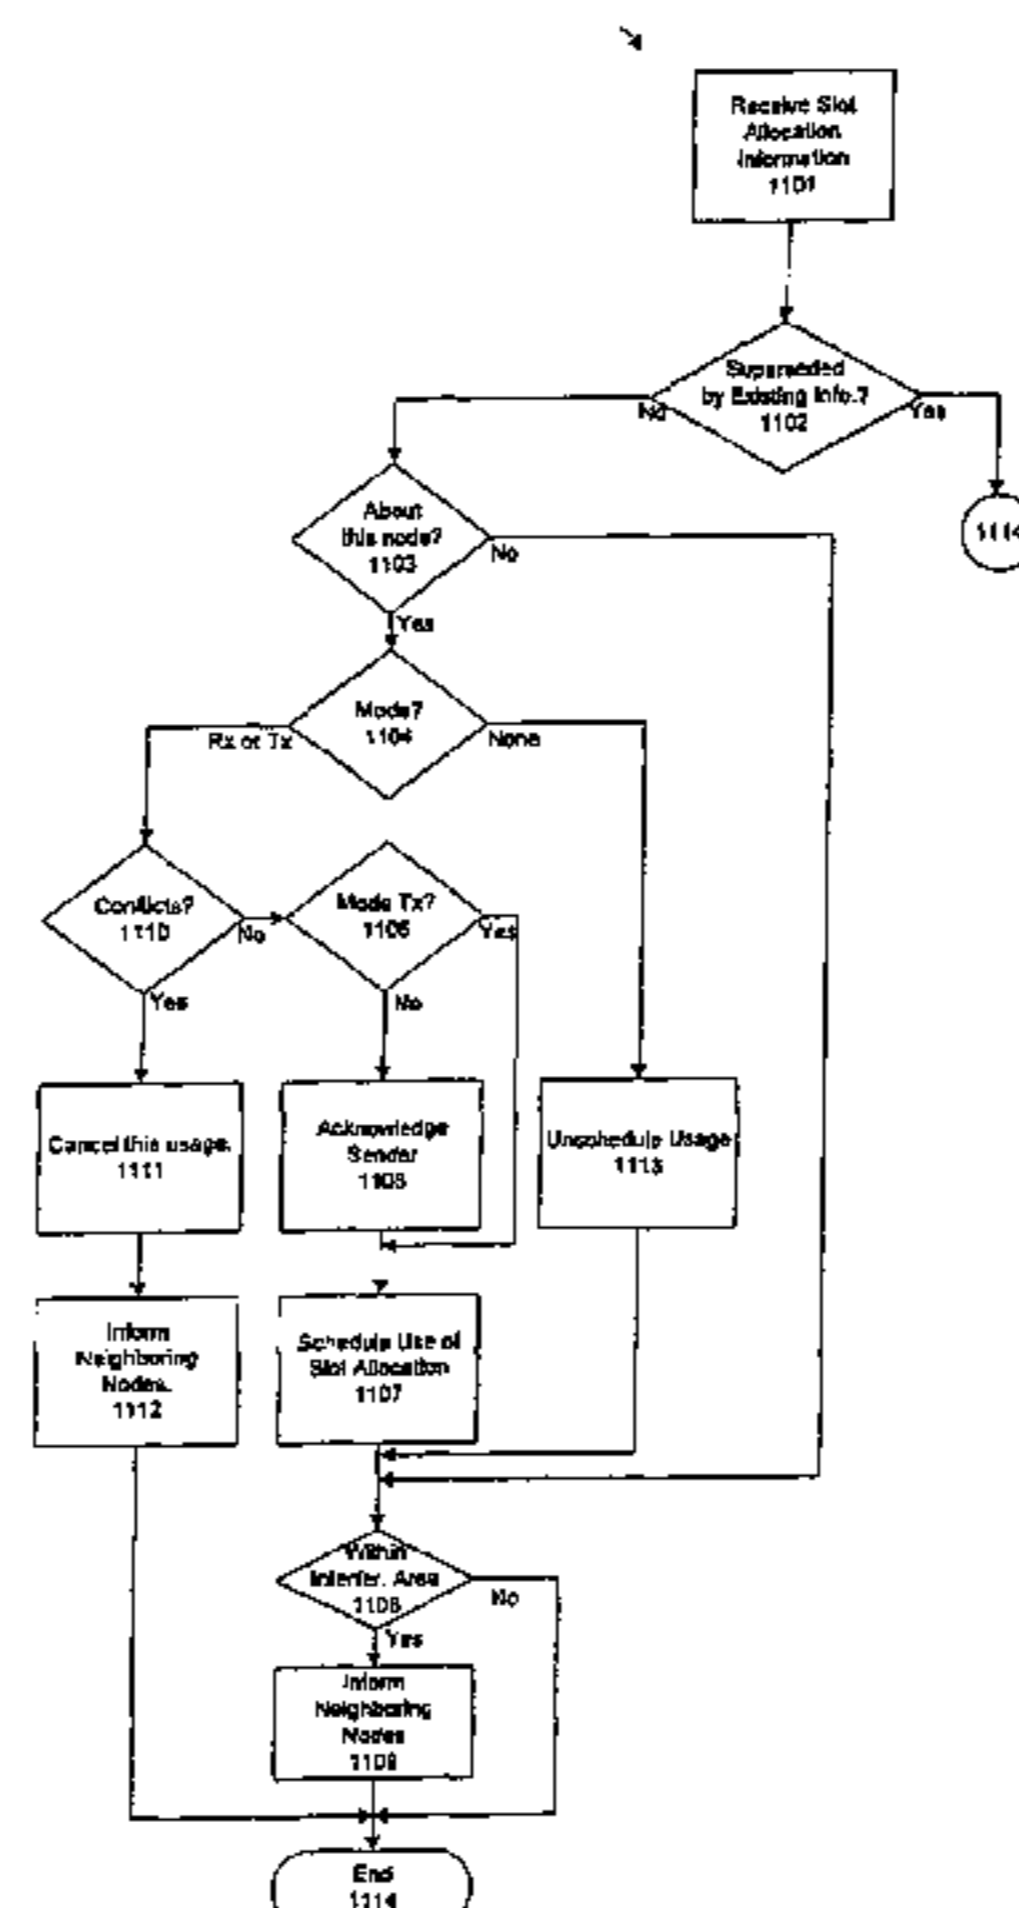 Receive Slot
Allocation
Information
1101
Superseded
by Existing Info.?
1102
No
Yes
1114
About
this node?
1103
No
Yes
Mode?
1104
Rx or Tx
None
Conflicts?
1110
No
Yes
Mode Tx?
1105
Yes
No
Cancel this usage.
1111
Acknowledge
Sender
Unschedule Usage
1113
Inform
Neighboring
Nodes.
1112
Schedule Use of
Slot Allocation
1107
Within
Interfer. Area
No
Yes
Inform
Neighboring
Nodes
1109
End
1114